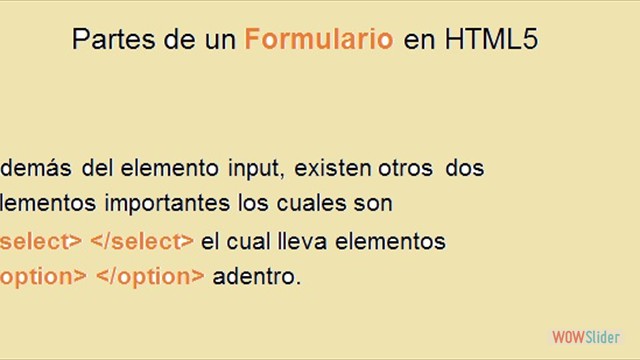 Partes de un Formulario en HTML5
demás del elemento input, existen otros dos
lementos importantes los cuales son
select> </select> el cual lleva elementos
option> </option> adentro.
WOWSlider